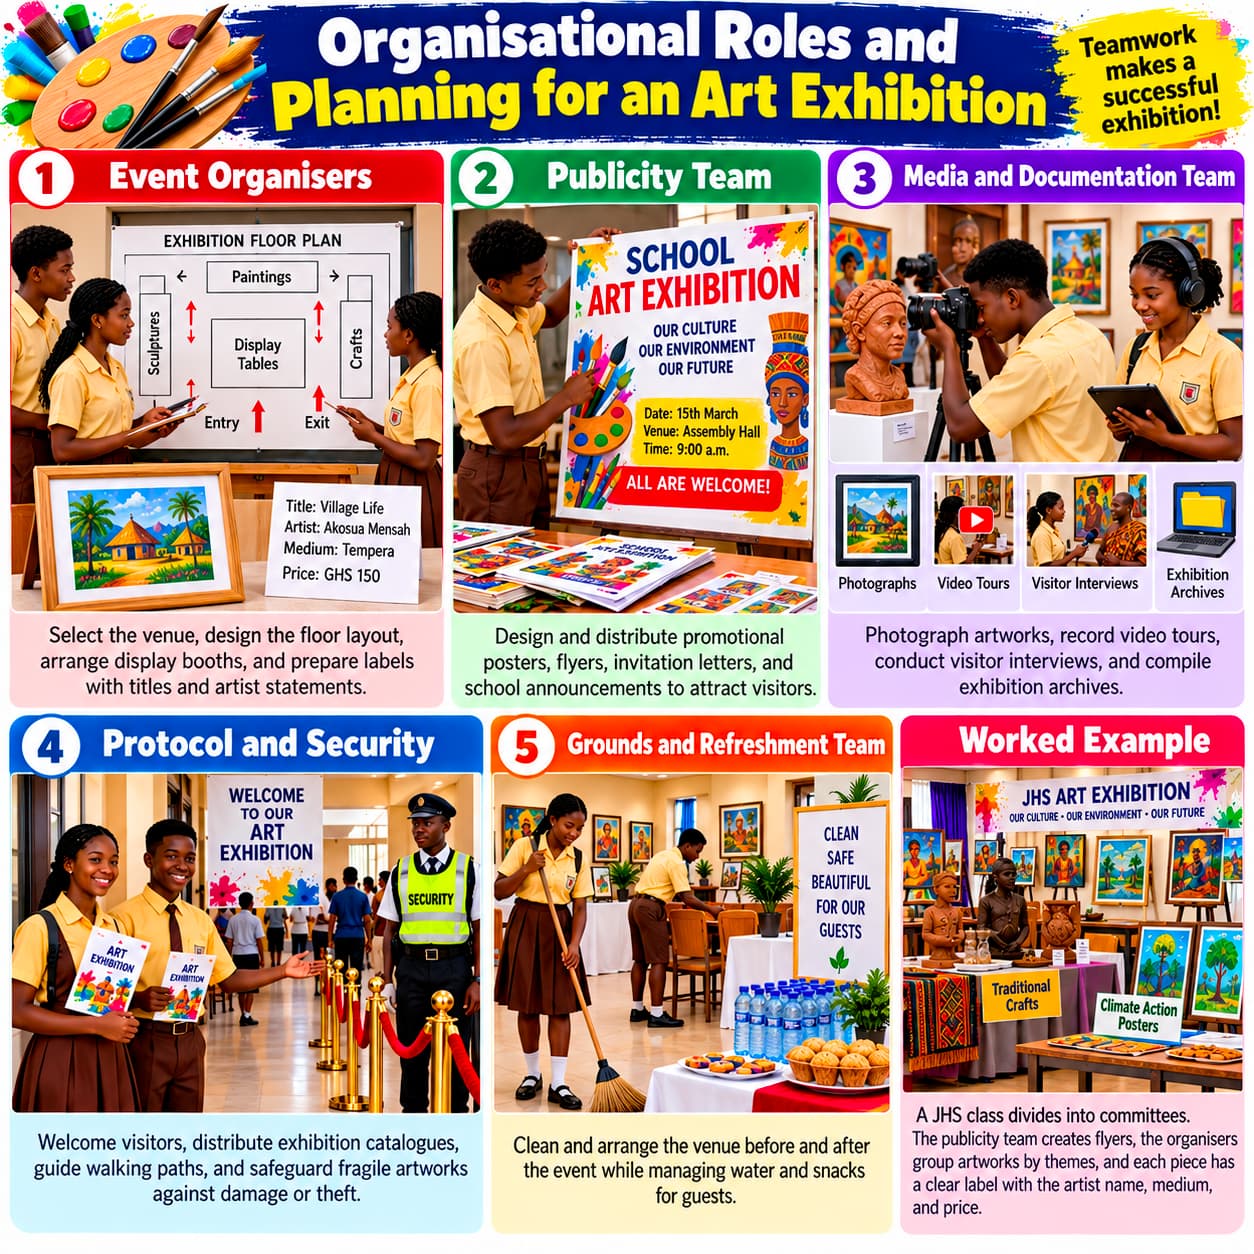 Organisational Roles and
Planning for an Art Exhibition
Teamwork
makes a
successful
exhibition!
1 Event Organisers
EXHIBITION FLOOR PLAN
Paintings
Sculptures
Display
Tables
Crafts
Entry
Exit
Title: Village Life
Artist: Akosua Mensah
Medium: Tempera
Price: GHS 150
Select the venue, design the floor layout,
arrange display booths, and prepare labels
with titles and artist statements.
2 Publicity Team
SCHOOL
ART EXHIBITION
OUR CULTURE
OUR ENVIRONMENT
OUR FUTURE
Date: 15th March
Venue: Assembly Hall
Time: 9:00 a.m.
ALL ARE WELCOME!
Design and distribute promotional
posters, flyers, invitation letters, and
school announcements to attract visitors.
3 Media and Documentation Team
Photographs
Video Tours
Visitor Interviews
Exhibition
Archives
Photograph artworks, record video tours,
conduct visitor interviews, and compile
exhibition archives.
4 Protocol and Security
WELCOME
TO OUR
ART
EXHIBITION
SECURITY
ART
EXHIBITION
ART
EXHIBITION
Welcome visitors, distribute exhibition catalogues,
guide walking paths, and safeguard fragile artworks
against damage or theft.
5 Grounds and Refreshment Team
CLEAN
SAFE
BEAUTIFUL
FOR OUR
GUESTS
Clean and arrange the venue before and after
the event while managing water and snacks
for guests.
Worked Example
JHS ART EXHIBITION
OUR CULTURE • OUR ENVIRONMENT • OUR FUTURE
Traditional
Crafts
Climate Action
Posters
A JHS class divides into committees.
The publicity team creates flyers, the organisers
group artworks by themes, and each piece has
a clear label with the artist name, medium,
and price.